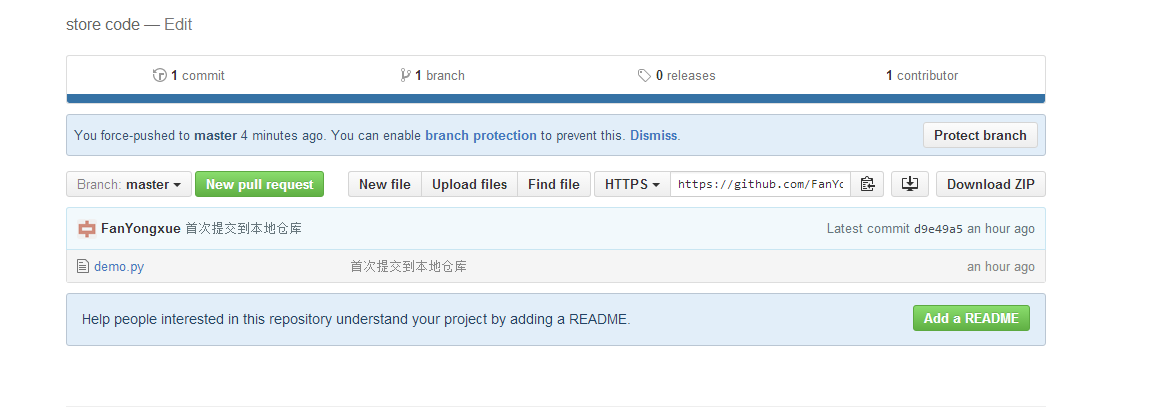 store code — Edit
1 commit 1 branch 0 releases 1 contributor
You force-pushed to master 4 minutes ago. You can enable branch protection to prevent this. Dismiss. Protect branch
Branch: master New pull request New file Upload files Find file HTTPS https://github.com/FanYo Download ZIP
FanYongxue 首次提交到本地仓库 Latest commit d9e49a5 an hour ago
demo.py 首次提交到本地仓库 an hour ago
Help people interested in this repository understand your project by adding a README. Add a README